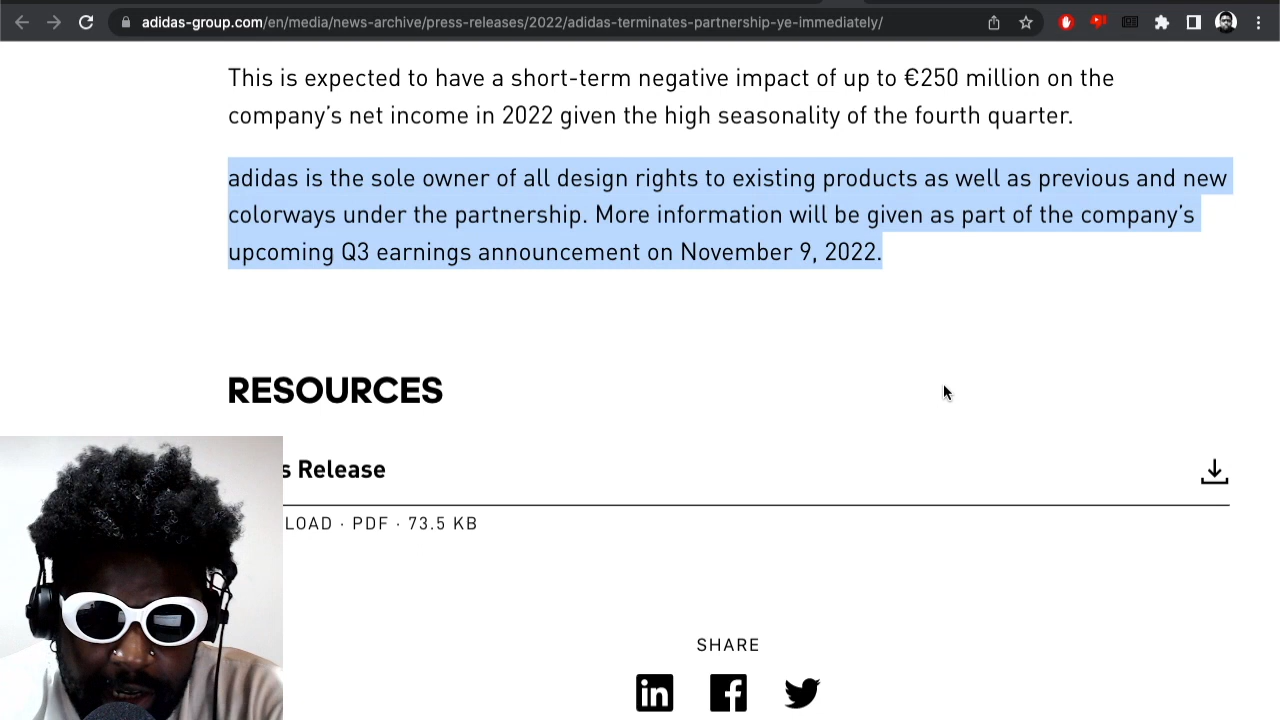 adidas-group.com/en/media/news-archive/press-releases/2022/adidas-terminates-partnership-ye-immediately/
This is expected to have a short-term negative impact of up to €250 million on the
company’s net income in 2022 given the high seasonality of the fourth quarter.
adidas is the sole owner of all design rights to existing products as well as previous and new
colorways under the partnership. More information will be given as part of the company’s
upcoming Q3 earnings announcement on November 9, 2022.
RESOURCES
s Release
LOAD · PDF · 73.5 KB
SHARE
in
f